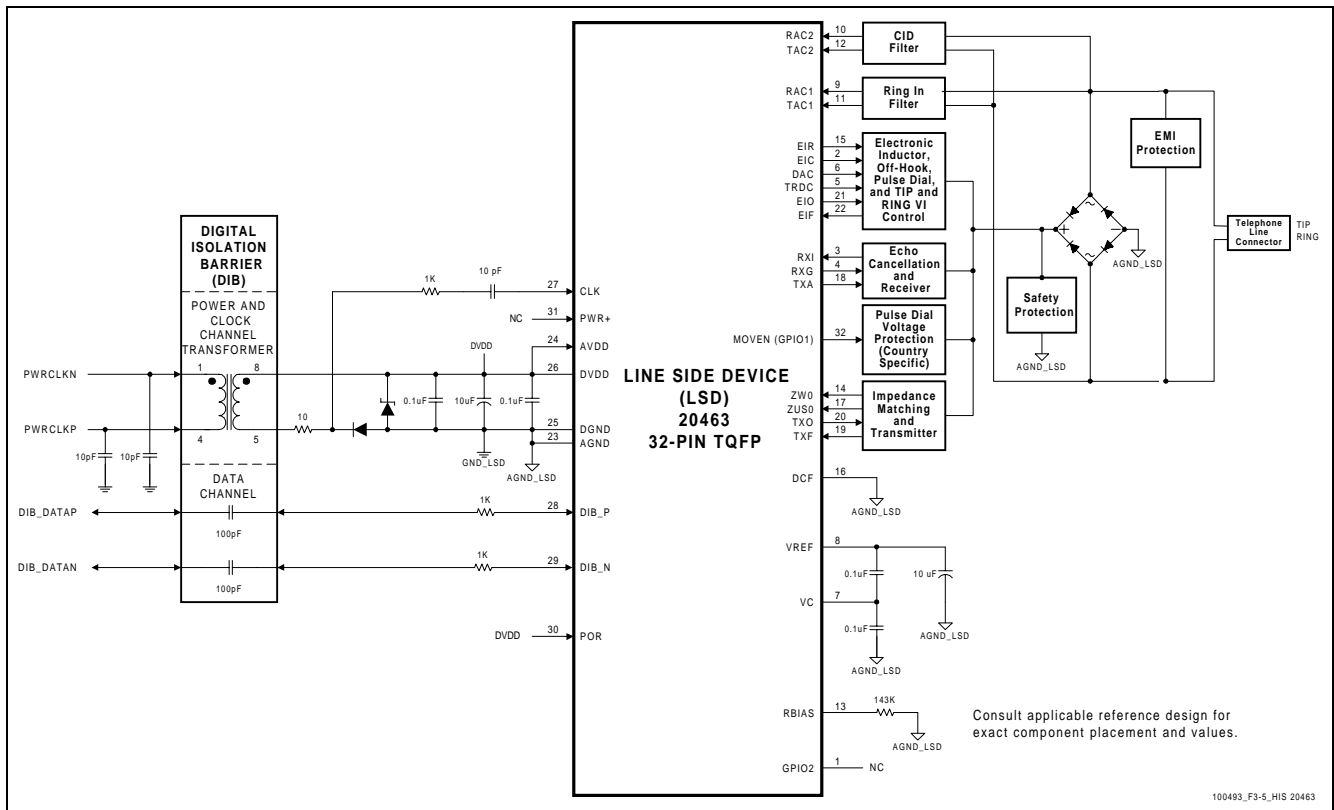 RAC2
10
TAC2
12
CID
Filter
RAC1
9
TAC1
11
Ring In
Filter
EIR
15
EIC
2
DAC
6
TRDC
5
EIO
21
EIF
22
Electronic
Inductor,
Off-Hook,
Pulse Dial,
and TIP and
RING VI
Control
EMI
Protection
Telephone
Line
Connector
TIP
RING
AGND_LSD
RXI
3
RXG
4
TXA
18
Echo
Cancellation
and
Receiver
Safety
Protection
AGND_LSD
MOVEN (GPIO1)
32
Pulse Dial
Voltage
Protection
(Country
Specific)
ZW0
14
ZUS0
17
TXO
20
TXF
19
Impedance
Matching
and
Transmitter
DCF
16
AGND_LSD
VREF
8
0.1uF
10 uF
VC
7
0.1uF
AGND_LSD
AGND_LSD
RBIAS
13
143K
AGND_LSD
GPIO2
1
NC
LINE SIDE DEVICE
(LSD)
20463
32-PIN TQFP
DIGITAL
ISOLATION
BARRIER
(DIB)
POWER AND
CLOCK
CHANNEL
TRANSFORMER
1
8
4
5
DATA
CHANNEL
100pF
100pF
PWRCLKN
PWRCLKP
10pF
10pF
DIB_DATAP
DIB_DATAN
1K
10 pF
27
CLK
NC
31
PWR+
24
AVDD
DVDD
26
DVDD
0.1uF
10uF
0.1uF
10
25
DGND
23
AGND
GND_LSD
AGND_LSD
1K
28
DIB_P
1K
29
DIB_N
DVDD
30
POR
Consult applicable reference design for
exact component placement and values.
100493_F3-5_HIS 20463